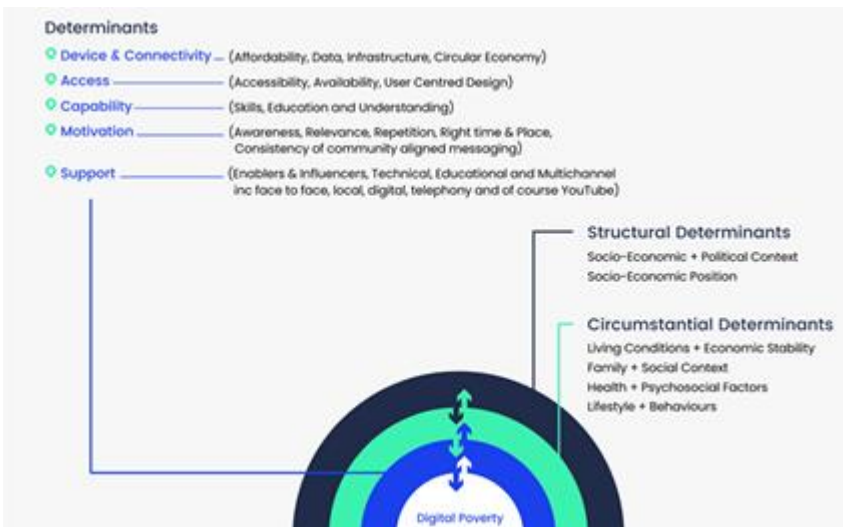 Determinants
Device & Connectivity (Affordability, Data, Infrastructure, Circular Economy)
Access (Accessibility, Availability, User Centred Design)
Capability (Skills, Education and Understanding)
Motivation (Awareness, Relevance, Repetition, Right time & Place,
Consistency of community aligned messaging)
Support (Enablers & Influencers, Technical, Educational and Multichannel
inc face to face, local, digital, telephony and of course YouTube)
Structural Determinants
Socio-Economic + Political Context
Socio-Economic Position
Circumstantial Determinants
Living Conditions + Economic Stability
Family + Social Context
Health + Psychosocial Factors
Lifestyle + Behaviours
Digital Poverty